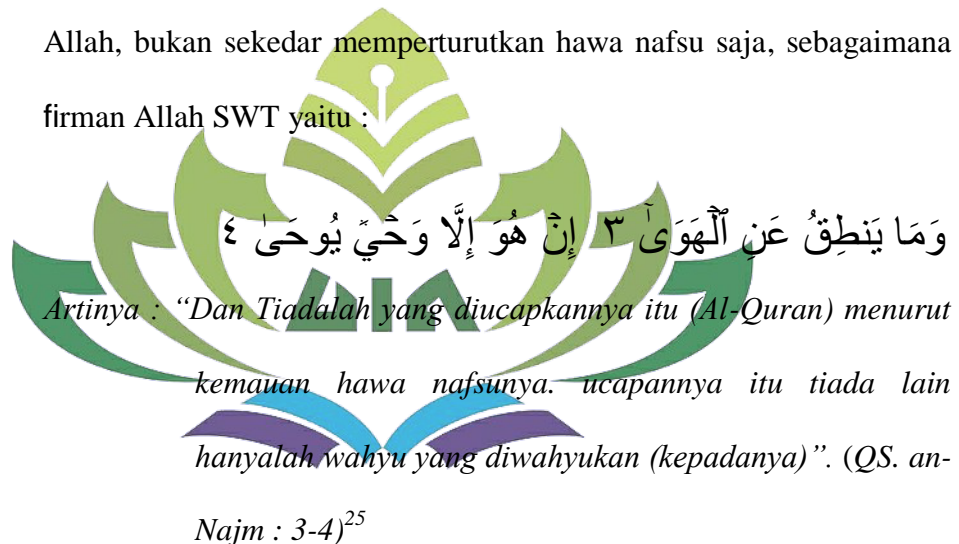 Allah, bukan sekedar memperturutkan hawa nafsu saja, sebagaimana
firman Allah SWT yaitu :
وَمَا يَنطِقُ عَنِ ٱلۡهَوَىٰٓ ٣ إِنۡ هُوَ إِلَّا وَحۡيٞ يُوحَىٰ ٤
Artinya : “Dan Tiadalah yang diucapkannya itu (Al-Quran) menurut
kemauan hawa nafsunya. ucapannya itu tiada lain
hanyalah wahyu yang diwahyukan (kepadanya)”. (QS. an-
Najm : 3-4)25